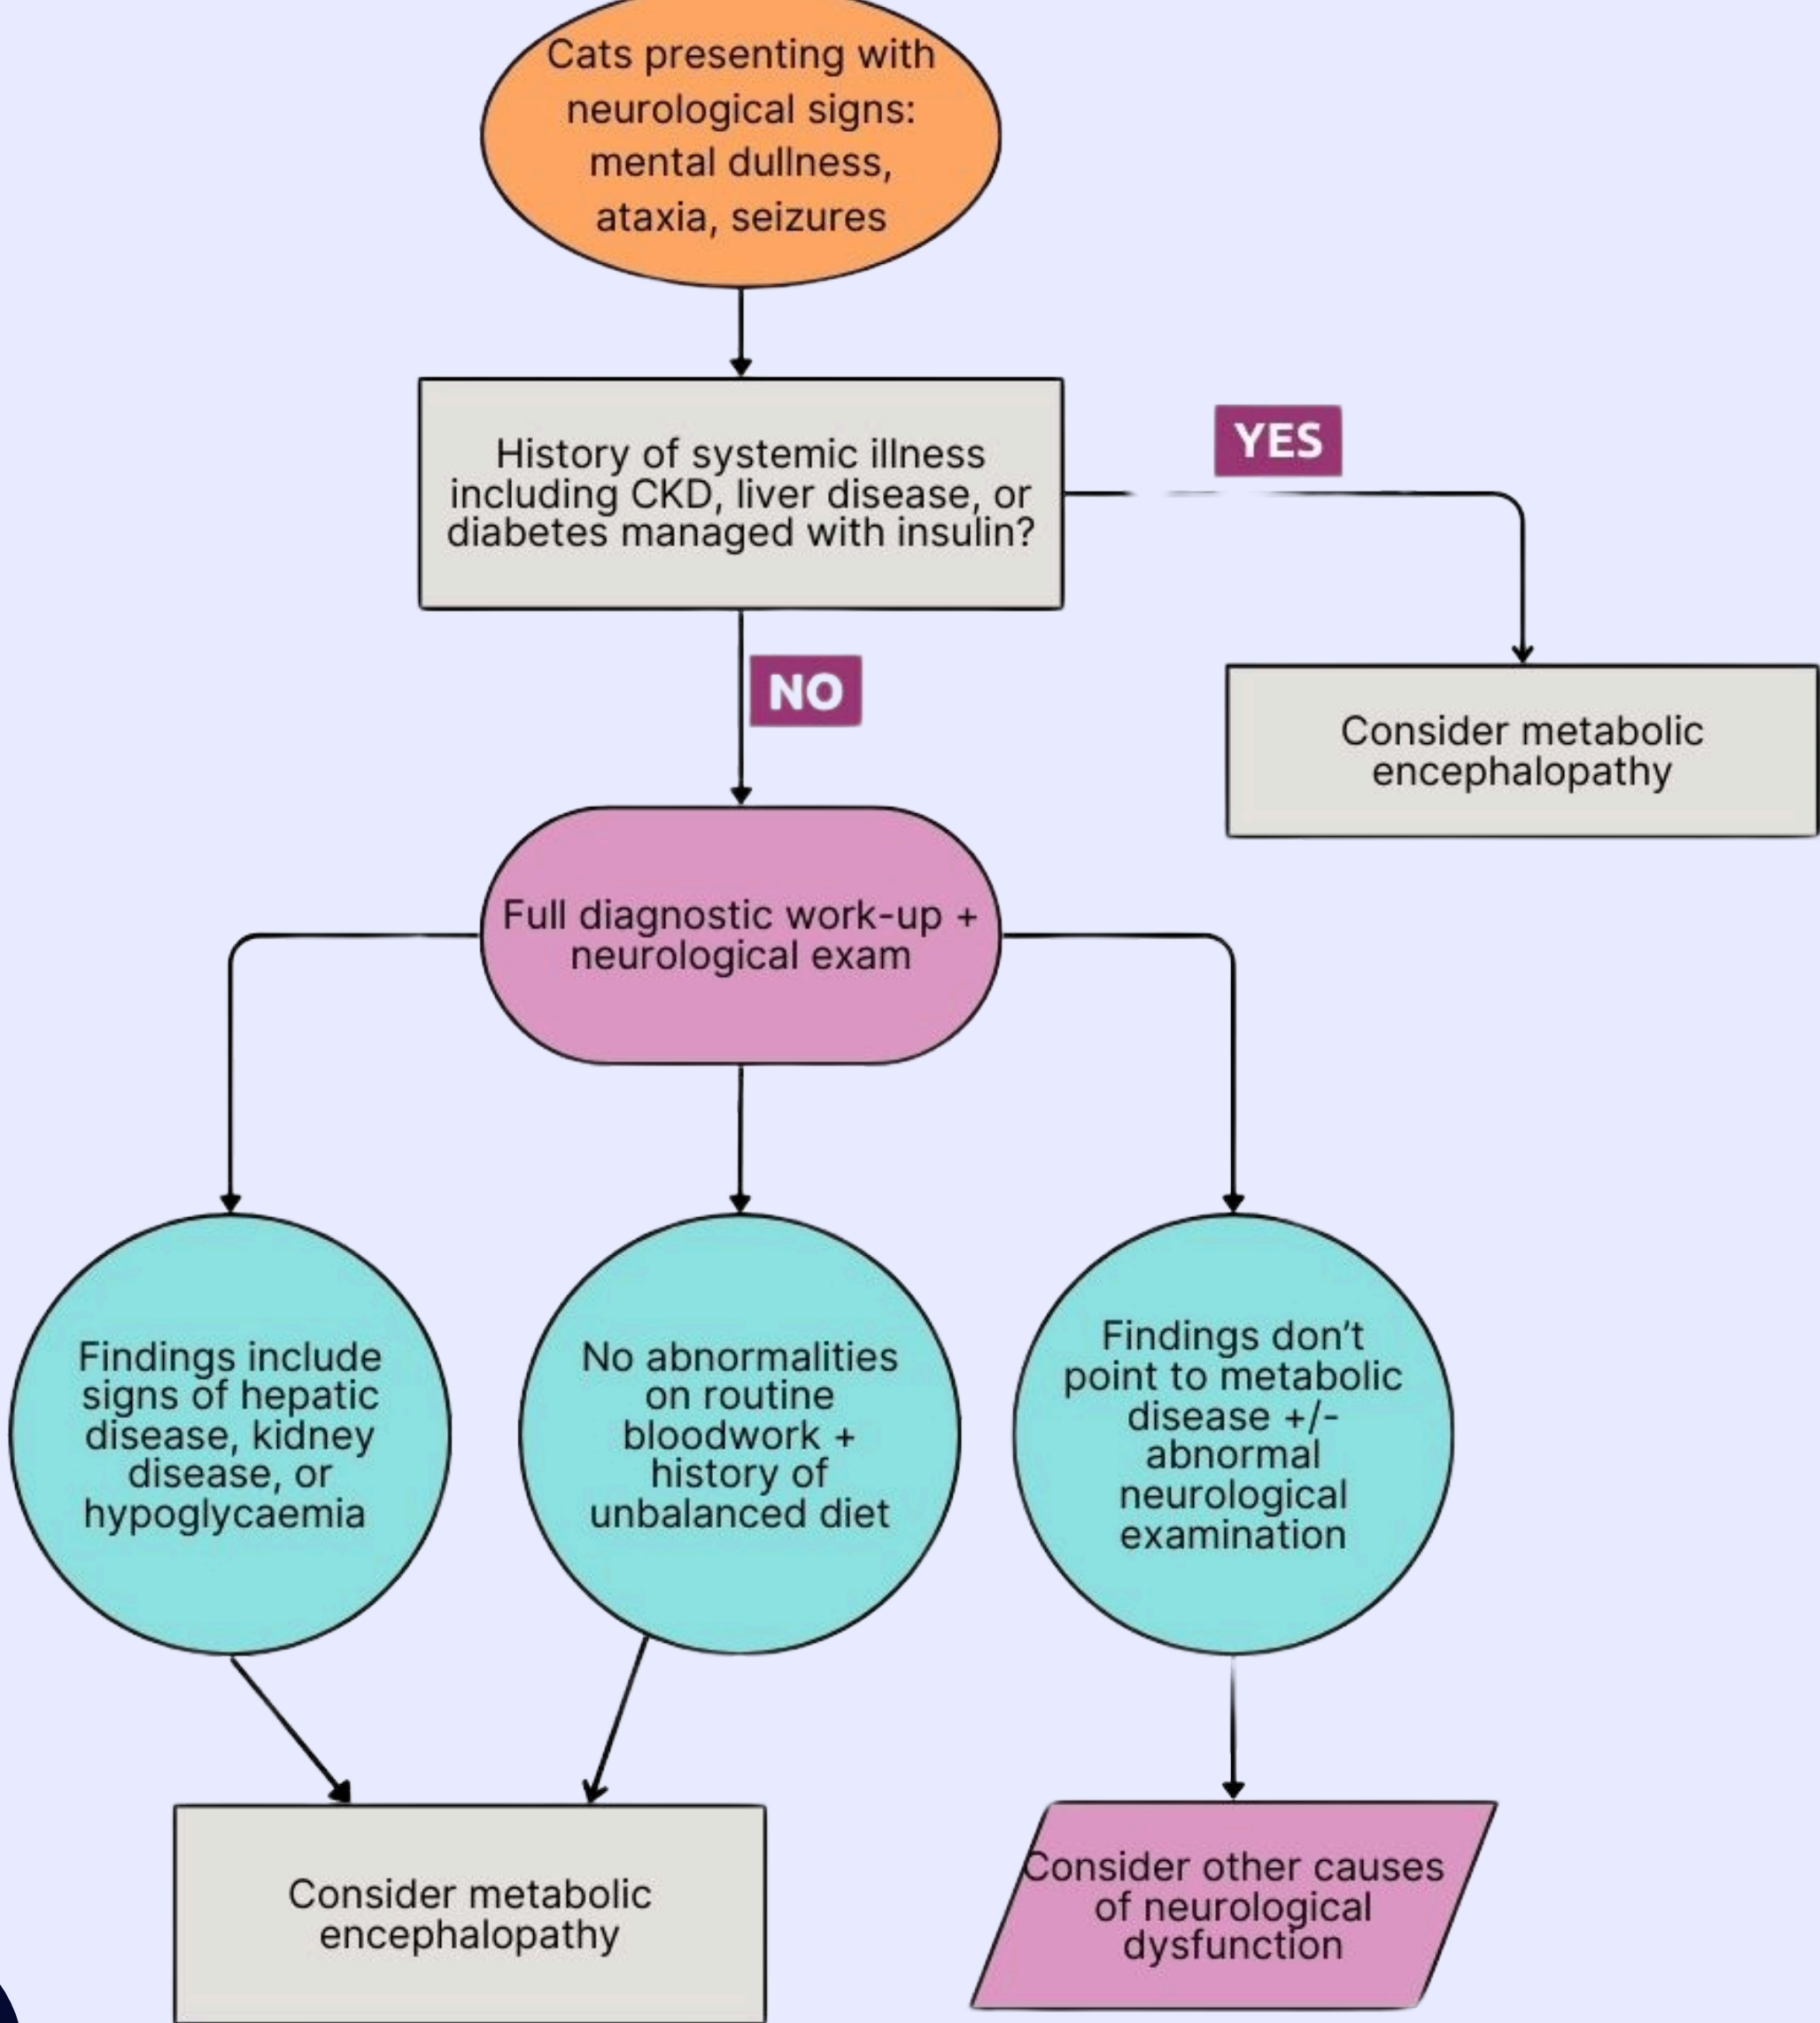 Cats presenting with
neurological signs:
mental dullness,
ataxia, seizures
History of systemic illness
including CKD, liver disease, or
diabetes managed with insulin?
YES
NO
Consider metabolic
encephalopathy
Full diagnostic work-up +
neurological exam
Findings include
signs of hepatic
disease, kidney
disease, or
hypoglycaemia
No abnormalities
on routine
bloodwork +
history of
unbalanced diet
Findings don’t
point to metabolic
disease +/-
abnormal
neurological
examination
Consider metabolic
encephalopathy
Consider other causes
of neurological
dysfunction